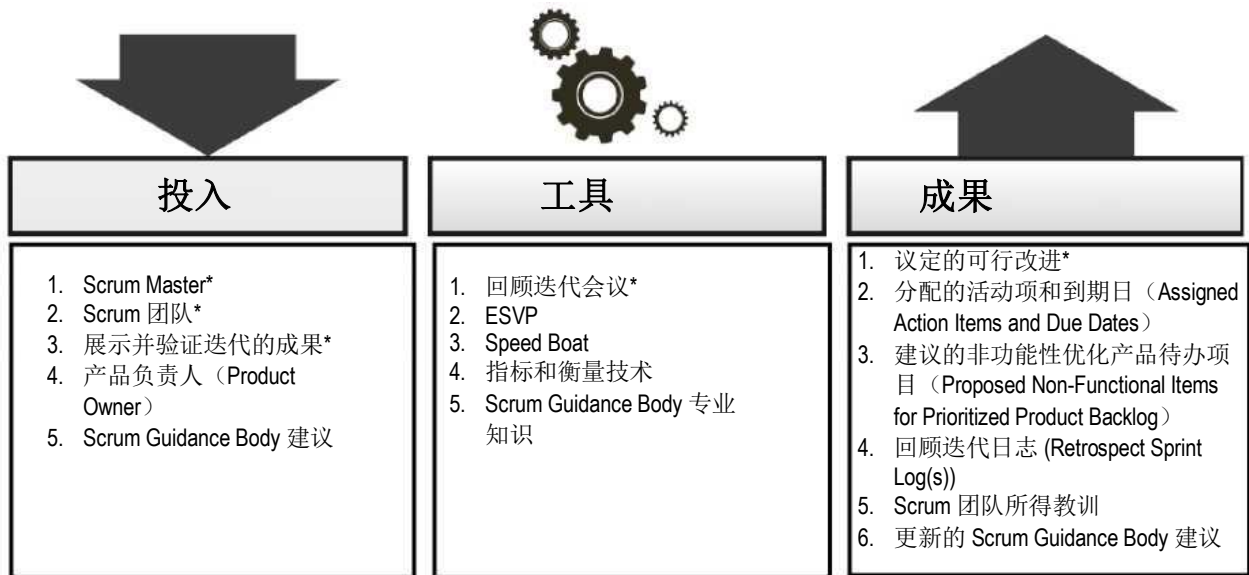 投入
1. Scrum Master*
2. Scrum 团队*
3. 展示并验证迭代的成果*
4. 产品负责人（Product
Owner）
5. Scrum Guidance Body 建议
工具
1. 回顾迭代会议*
2. ESVP
3. Speed Boat
4. 指标和衡量技术
5. Scrum Guidance Body 专业
知识
成果
1. 议定的可行改进*
2. 分配的活动项和到期日（Assigned
Action Items and Due Dates）
3. 建议的非功能性优化产品待办项
目（Proposed Non-Functional Items
for Prioritized Product Backlog）
4. 回顾迭代日志 (Retrospect Sprint
Log(s))
5. Scrum 团队所得教训
6. 更新的 Scrum Guidance Body 建议